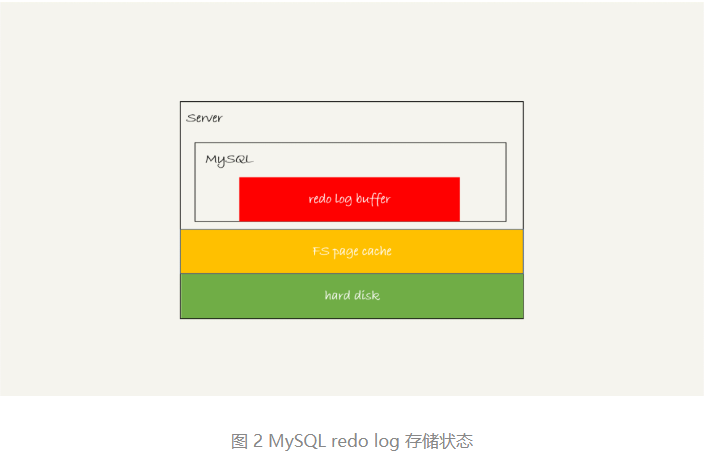 Server
MySQL
redo log buffer
FS page cache
hard disk
图 2 MySQL redo log 存储状态